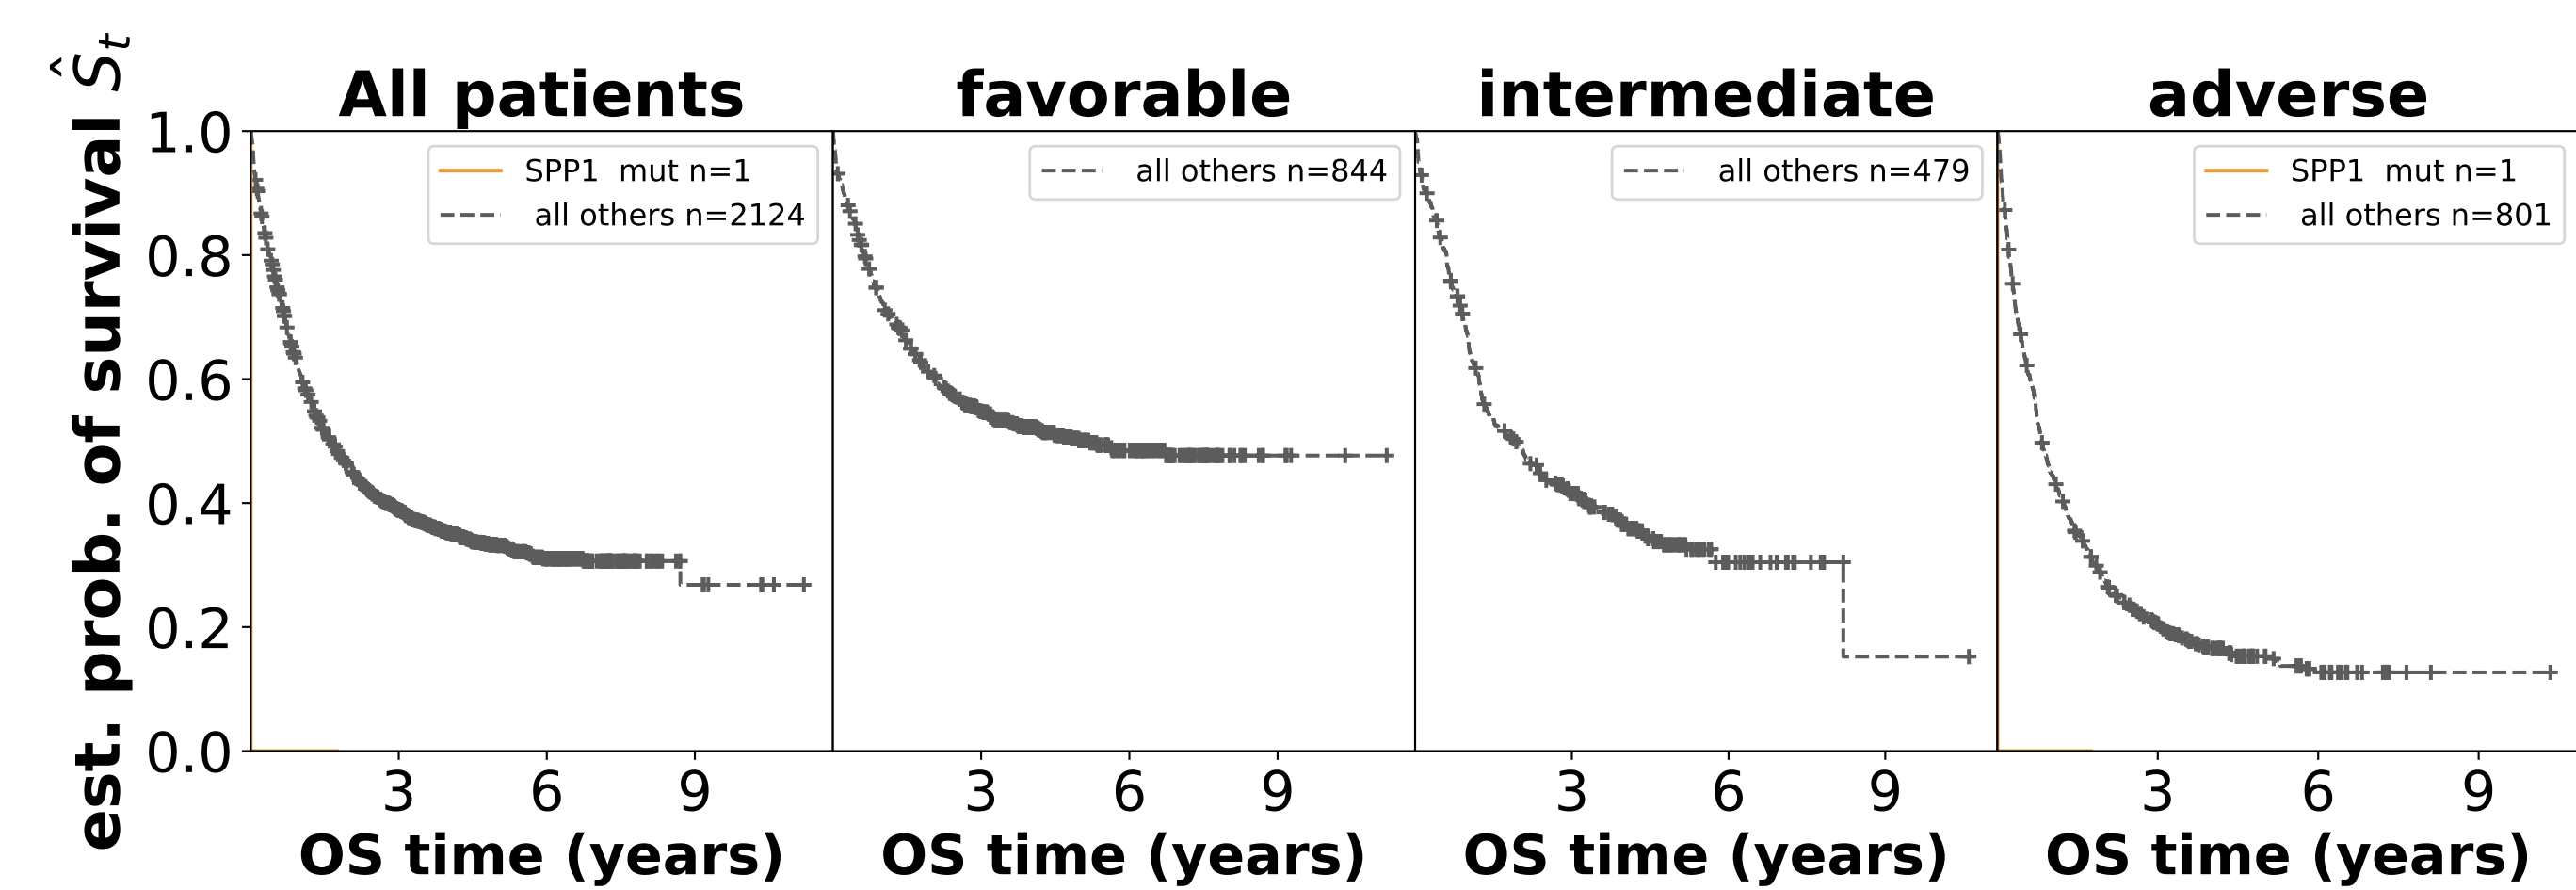 est. prob. of survival Ŝt
All patients
1.0
0.8
0.6
0.4
0.2
0.0
SPP1  mut n=1
all others n=2124
3 6 9
OS time (years)
favorable
all others n=844
3 6 9
OS time (years)
intermediate
all others n=479
3 6 9
OS time (years)
adverse
SPP1  mut n=1
all others n=801
3 6 9
OS time (years)